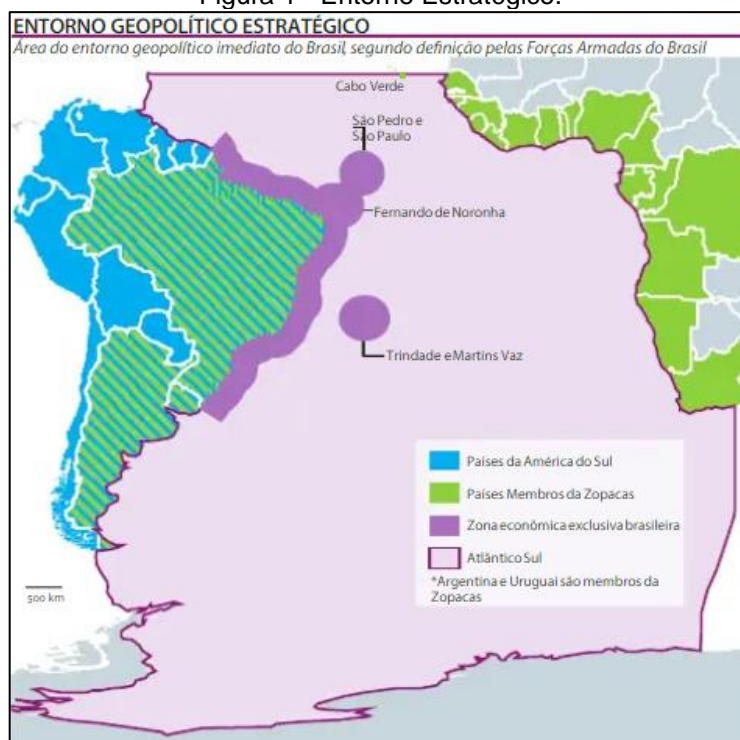 Figura 1 - Entorno Estratégico.
ENTORNO GEOPOLÍTICO ESTRATÉGICO
Área do entorno geopolítico imediato do Brasil, segundo definição pelas Forças Armadas do Brasil
Cabo Verde
São Pedro e
São Paulo
Fernando de Noronha
Trindade e Martins Vaz
Países da América do Sul
Países Membros da Zopacas
Zona econômica exclusiva brasileira
Atlântico Sul
*Argentina e Uruguai são membros da
Zopacas
500 km